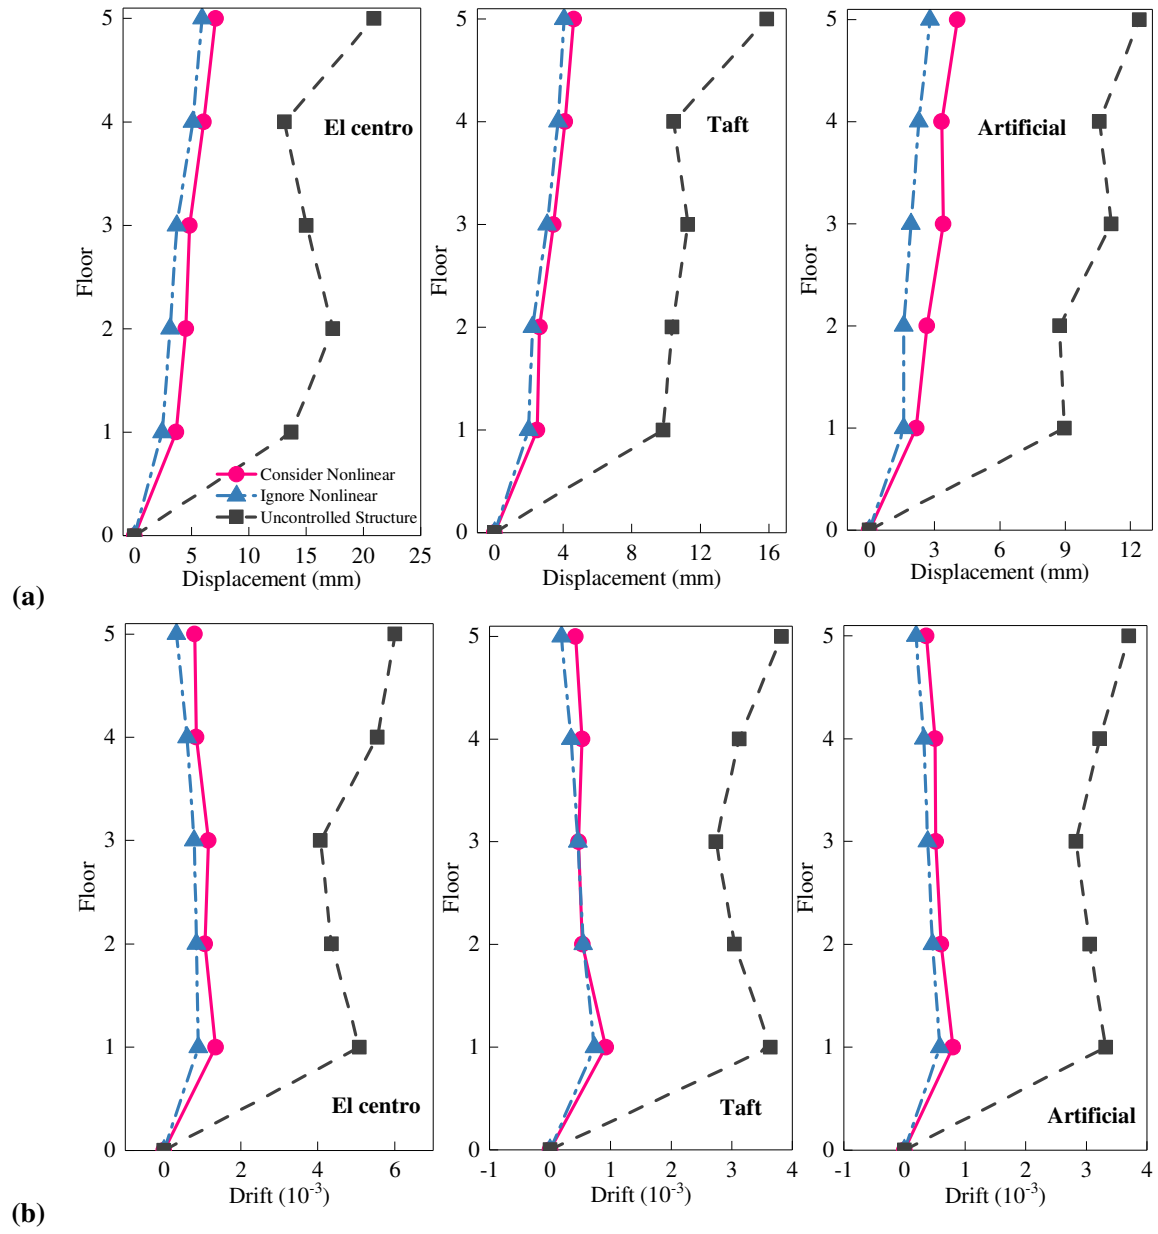 (a)
Floor
5
4
3
2
1
0
El centro
Consider Nonlinear
Ignore Nonlinear
Uncontrolled Structure
0 5 10 15 20 25
Displacement (mm)
Floor
5
4
3
2
1
0
Taft
0 4 8 12 16
Displacement (mm)
Floor
5
4
3
2
1
0
Artificial
0 3 6 9 12
Displacement (mm)
(b)
Floor
5
4
3
2
1
0
El centro
0 2 4 6
Drift (10-3)
Floor
5
4
3
2
1
0
Taft
-1 0 1 2 3 4
Drift (10-3)
Floor
5
4
3
2
1
0
Artificial
-1 0 1 2 3 4
Drift (10-3)